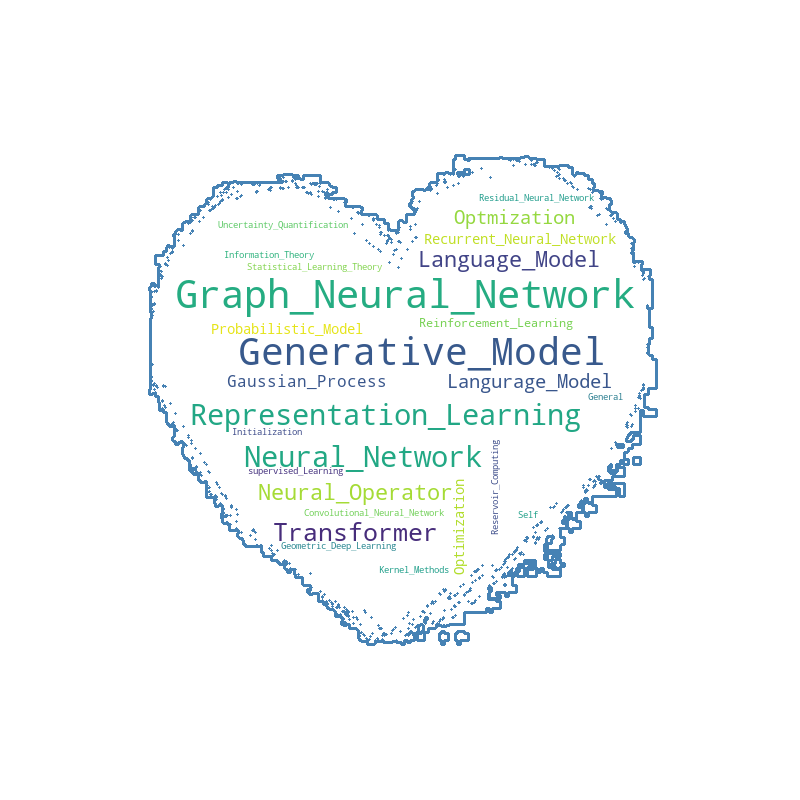 Residual_Neural_Network
Optmization
Uncertainty_Quantification
Recurrent_Neural_Network
Information_Theory
Language_Model
Statistical_Learning_Theory
Graph_Neural_Network
Reinforcement_Learning
Probabilistic_Model
Generative_Model
Gaussian_Process
Langurage_Model
General
Representation_Learning
Initialization
Neural_Network
supervised_Learning
Reservoir_Computing
Neural_Operator
Optimization
Convolutional_Neural_Network
Self
Transformer
Geometric_Deep_Learning
Kernel_Methods